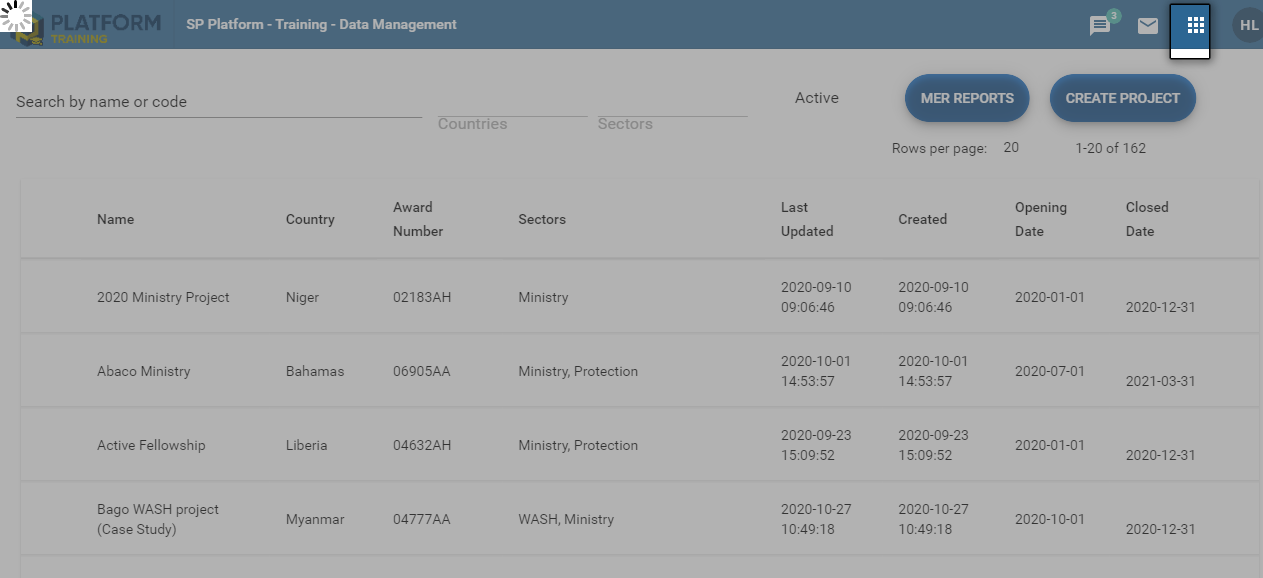 PLATFORM
TRAINING
SP Platform - Training - Data Management
3
HL
Search by name or code
Countries
Sectors
Active
MER REPORTS
CREATE PROJECT
Rows per page: 20
1-20 of 162
Name Country Award Number Sectors Last Updated Created Opening Date Closed Date
2020 Ministry Project Niger 02183AH Ministry 2020-09-10 09:06:46 2020-09-10 09:06:46 2020-01-01 2020-12-31
Abaco Ministry Bahamas 06905AA Ministry, Protection 2020-10-01 14:53:57 2020-10-01 14:53:57 2020-07-01 2021-03-31
Active Fellowship Liberia 04632AH Ministry, Protection 2020-09-23 15:09:52 2020-09-23 15:09:52 2020-01-01 2020-12-31
Bago WASH project (Case Study) Myanmar 04777AA WASH, Ministry 2020-10-27 10:49:18 2020-10-27 10:49:18 2020-10-01 2020-12-31